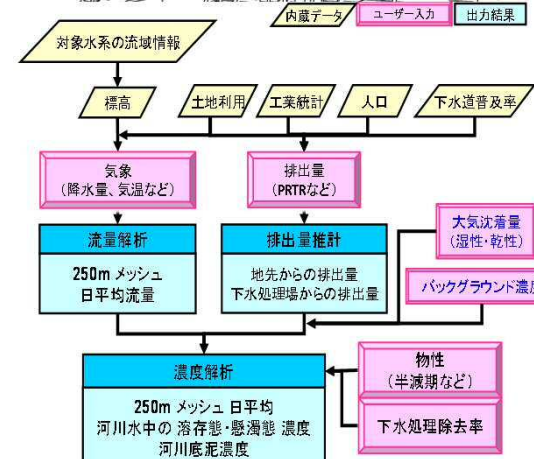 内蔵データ ユーザー入力 出力結果
対象水系の流域情報
標高 土地利用 工業統計 人口 下水道普及率
気象
(降水量、気温など)
排出量
(PRTRなど)
流量解析
250m メッシュ
日平均流量
排出量推計
地先からの排出量
下水処理場からの排出量
大気沈着量
(湿性・乾性)
バックグラウンド濃度
濃度解析
250m メッシュ 日平均
河川水中の 溶存態・懸濁態 濃度
河川底泥濃度
物性
(半減期など)
下水処理除去率